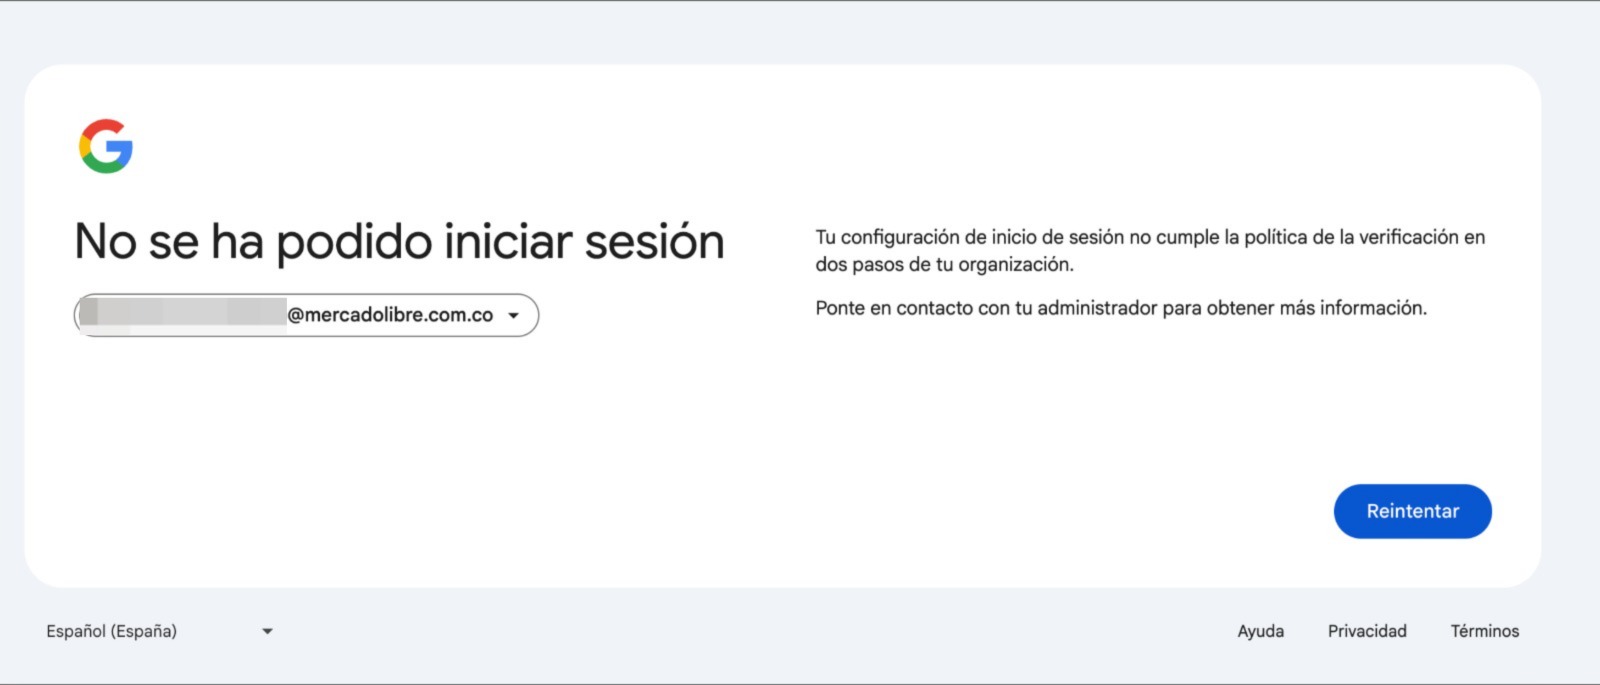 No se ha podido iniciar sesión
@mercadolibre.com.co
Tu configuración de inicio de sesión no cumple la política de la verificación en
dos pasos de tu organización.
Ponte en contacto con tu administrador para obtener más información.
Reintentar
Español (España)
Ayuda
Privacidad
Términos